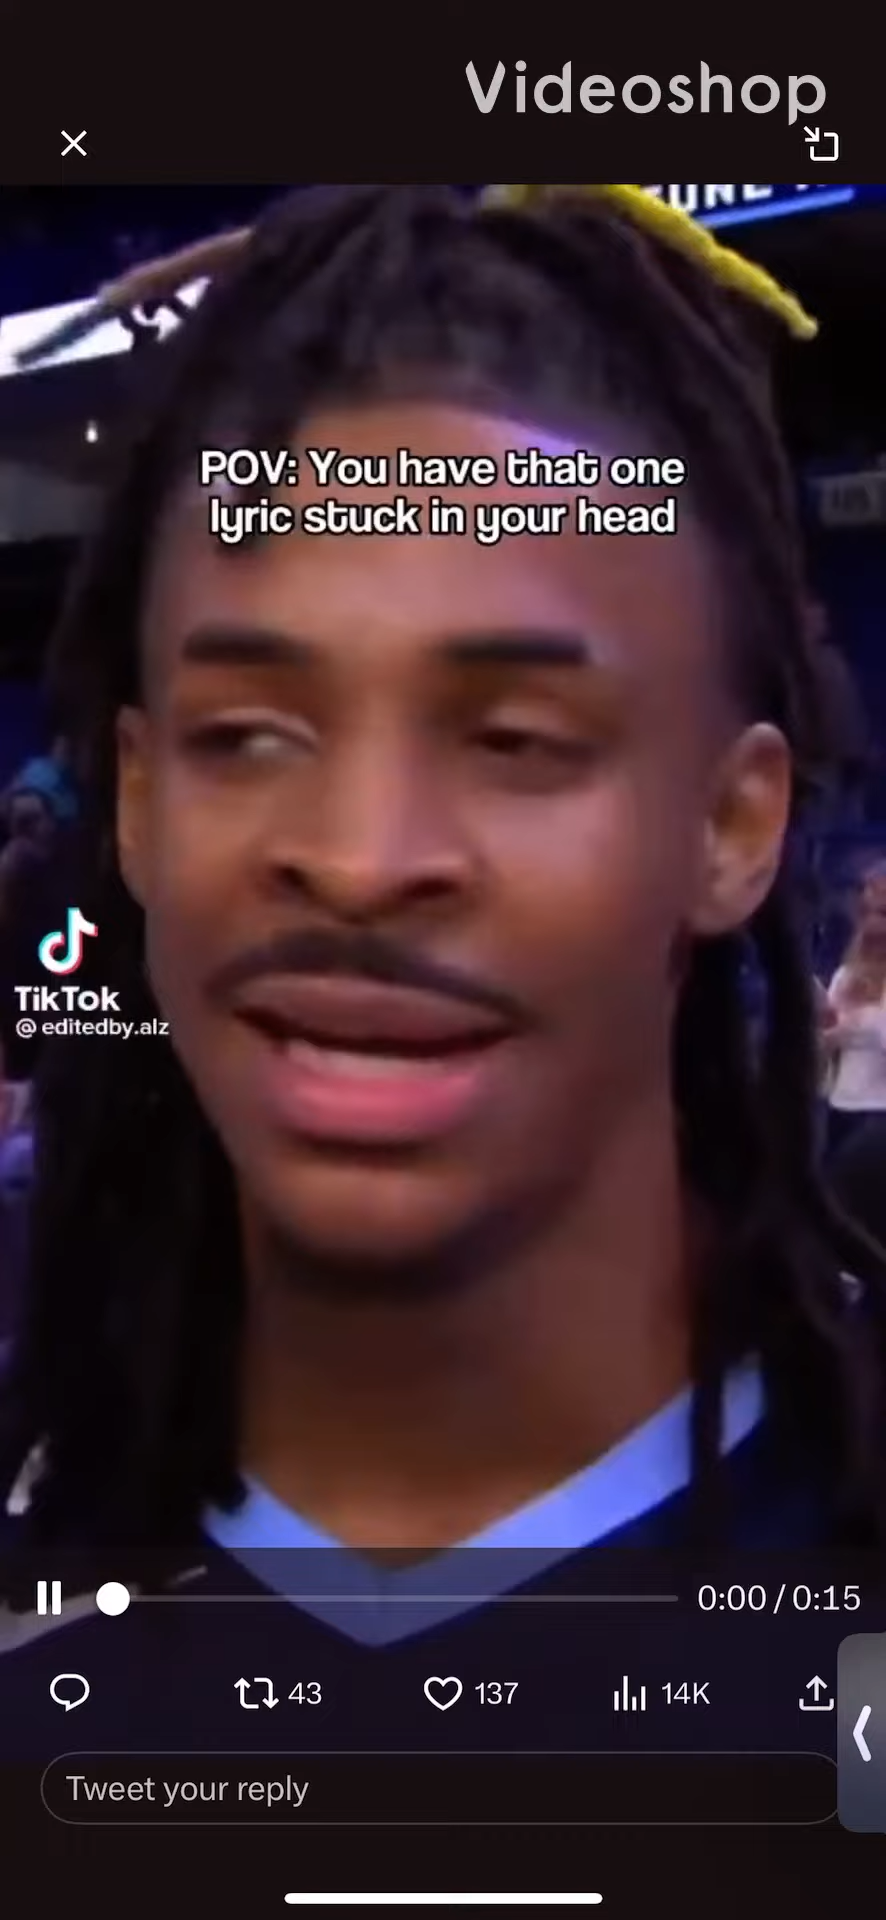 Videoshop
POV: You have that one
lyric stuck in your head
TikTok
@editedby.alz
0:00 / 0:15
43
137
14K
Tweet your reply